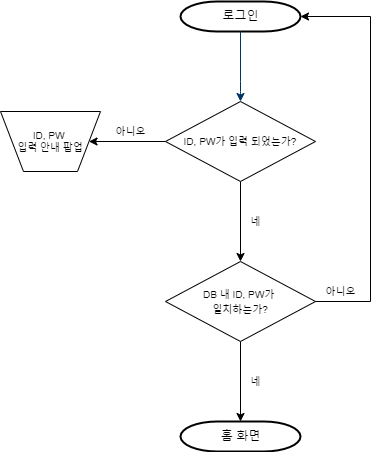 로그인
ID, PW가 입력 되었는가?
아니오
ID, PW
입력 안내 팝업
네
DB 내 ID, PW가
일치하는가?
아니오
네
홈 화면